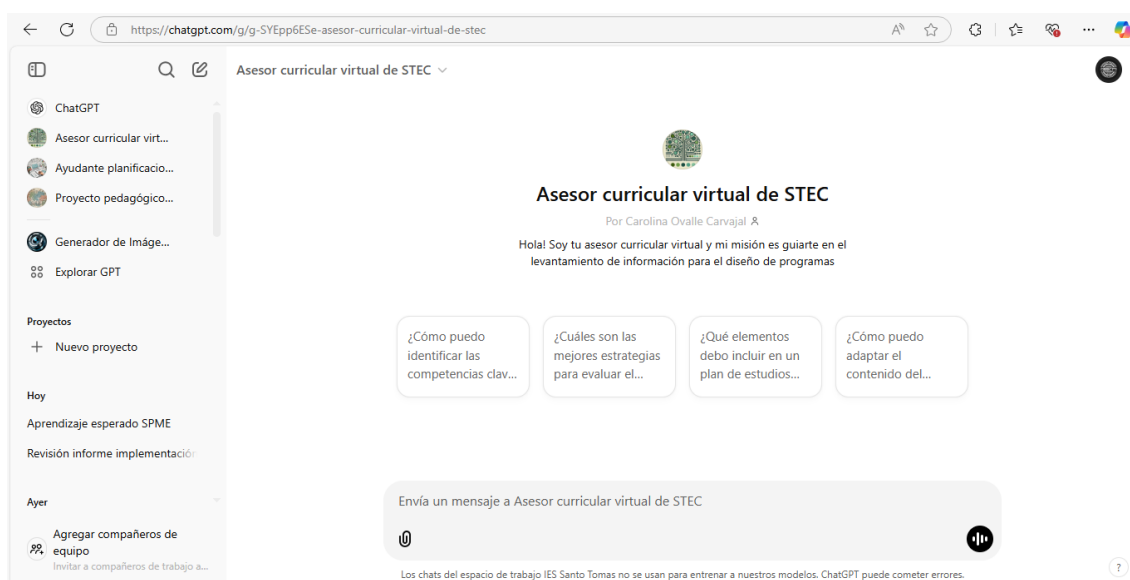 https://chatgpt.com/g/g-SYEpp6ESe-asesor-curricular-virtual-de-stec
Asesor curricular virtual de STEC
ChatGPT
Asesor curricular virt...
Ayudante planificacio...
Proyecto pedagógico...
Generador de Imáge...
Explorar GPT
Proyectos
Nuevo proyecto
Hoy
Aprendizaje esperado SPME
Revisión informe implementación
Ayer
Agregar compañeros de
equipo
Invitar a compañeros de trabajo a...
Asesor curricular virtual de STEC
Por Carolina Ovalle Carvajal
Hola! Soy tu asesor curricular virtual y mi misión es guiarte en el
levantamiento de información para el diseño de programas
¿Cómo puedo
identificar las
competencias clav...
¿Cuáles son las
mejores estrategias
para evaluar el...
¿Qué elementos
debo incluir en un
plan de estudios...
¿Cómo puedo
adaptar el
contenido del...
Envía un mensaje a Asesor curricular virtual de STEC
Los chats del espacio de trabajo IES Santo Tomas no se usan para entrenar a nuestros modelos. ChatGPT puede cometer errores.
?